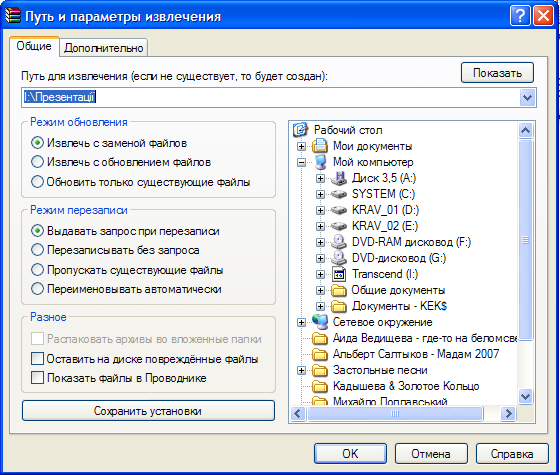 Путь и параметры извлечения
Общие
Дополнительно
Путь для извлечения (если не существует, то будет создан):
Показать
I:\Презентації
Режим обновления
Извлечь с заменой файлов
Извлечь с обновлением файлов
Обновить только существующие файлы
Режим перезаписи
Выдавать запрос при перезаписи
Перезаписывать без запроса
Пропускать существующие файлы
Переименовывать автоматически
Разное
Распаковать архивы во вложенные папки
Оставить на диске повреждённые файлы
Показать файлы в Проводнике
Сохранить установки
Рабочий стол
Мои документы
Мой компьютер
Диск 3,5 (A:)
SYSTEM (C:)
KRAV_01 (D:)
KRAV_02 (E:)
DVD-RAM дисковод (F:)
DVD-дисковод (G:)
Transcend (I:)
Общие документы
Документы - KEK$
Сетевое окружение
Аида Ведищева - где-то на беломсве
Альберт Салтыков - Мадам 2007
Застольные песни
Кадышева & Золотое Кольцо
Михайло Поплавський
OK
Отмена
Справка